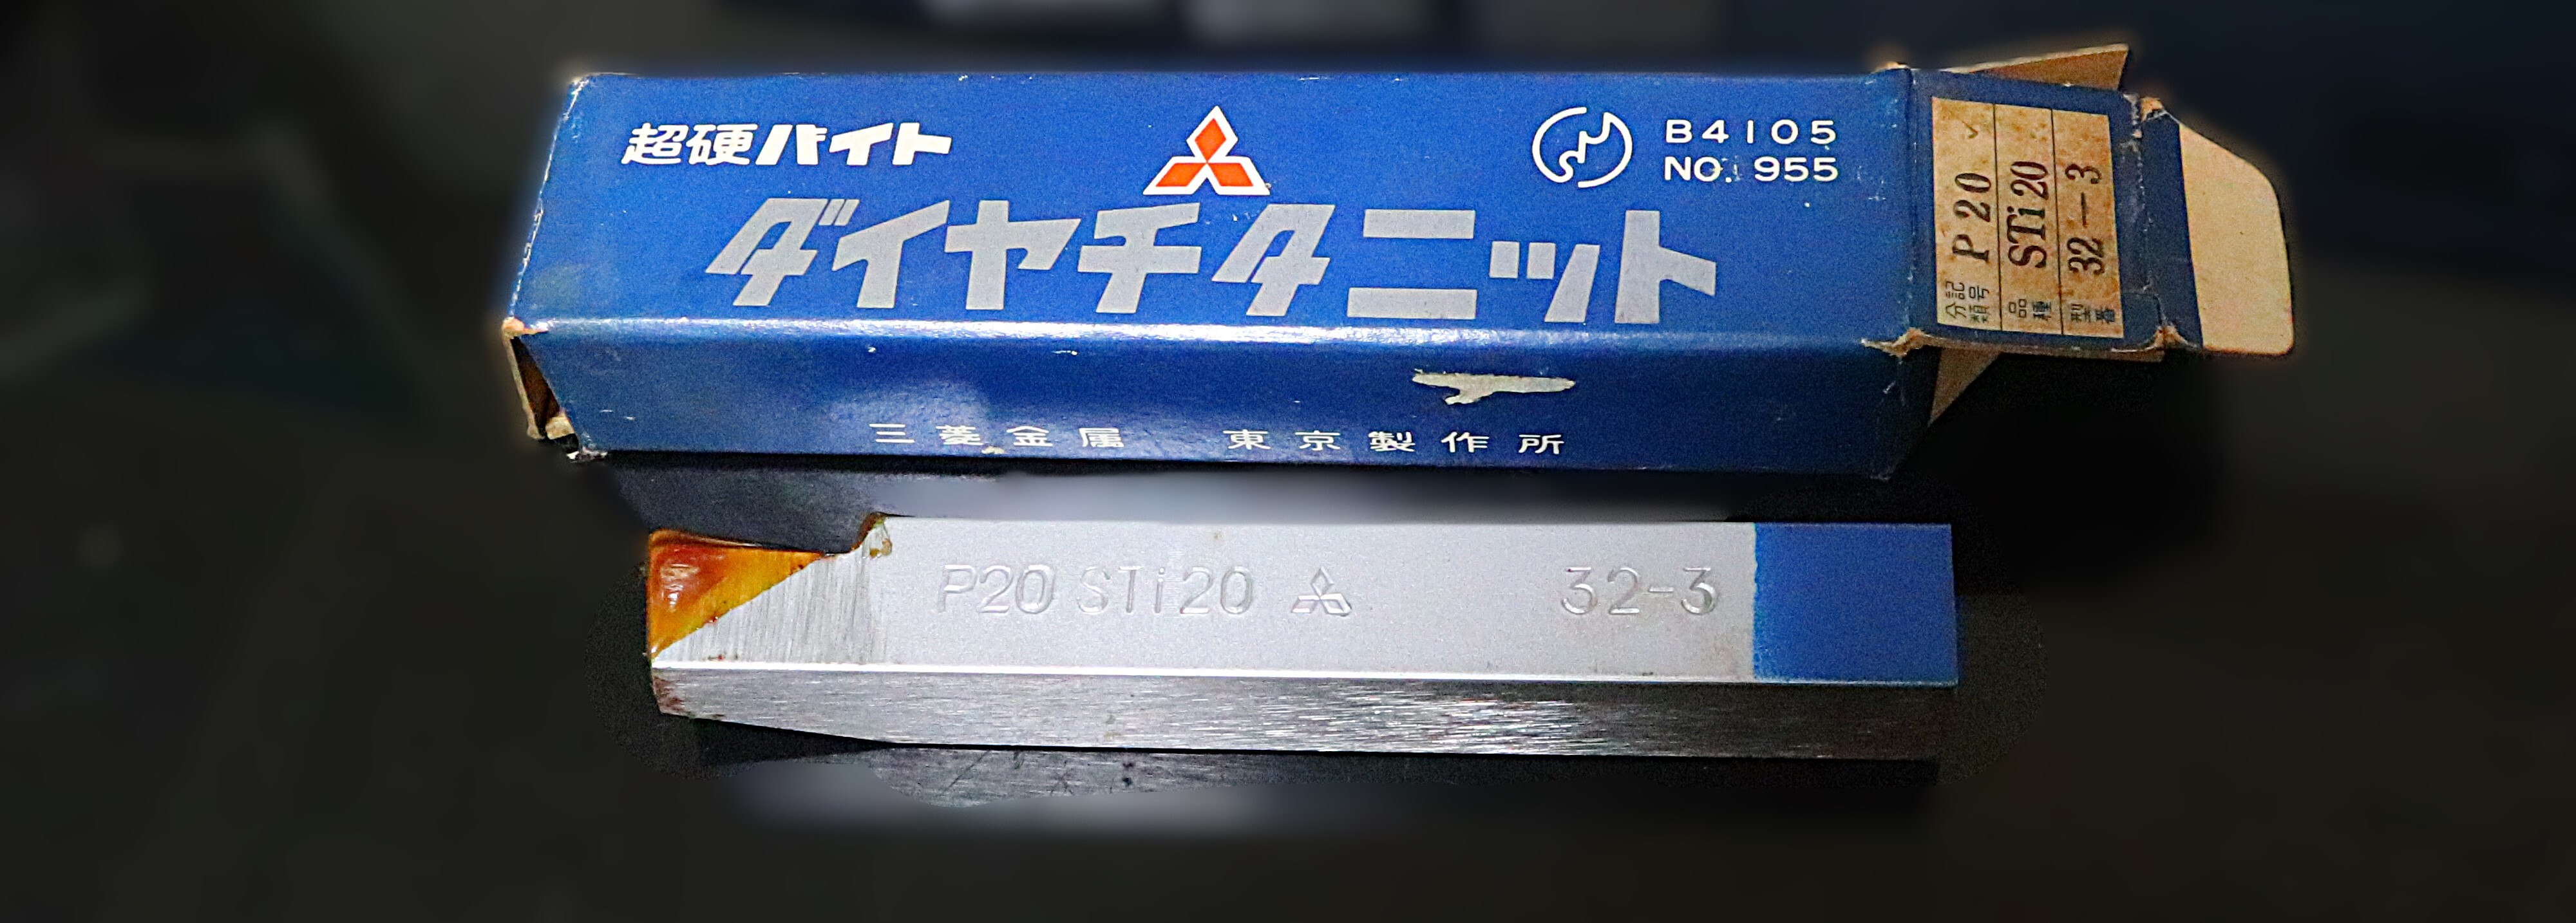 超硬バイト
B4105
NO. 955
ダイヤチタニット
三菱金属 東京製作所
分類記号 P20
品種 STi20
型番 32-3
P20 STi20 32-3